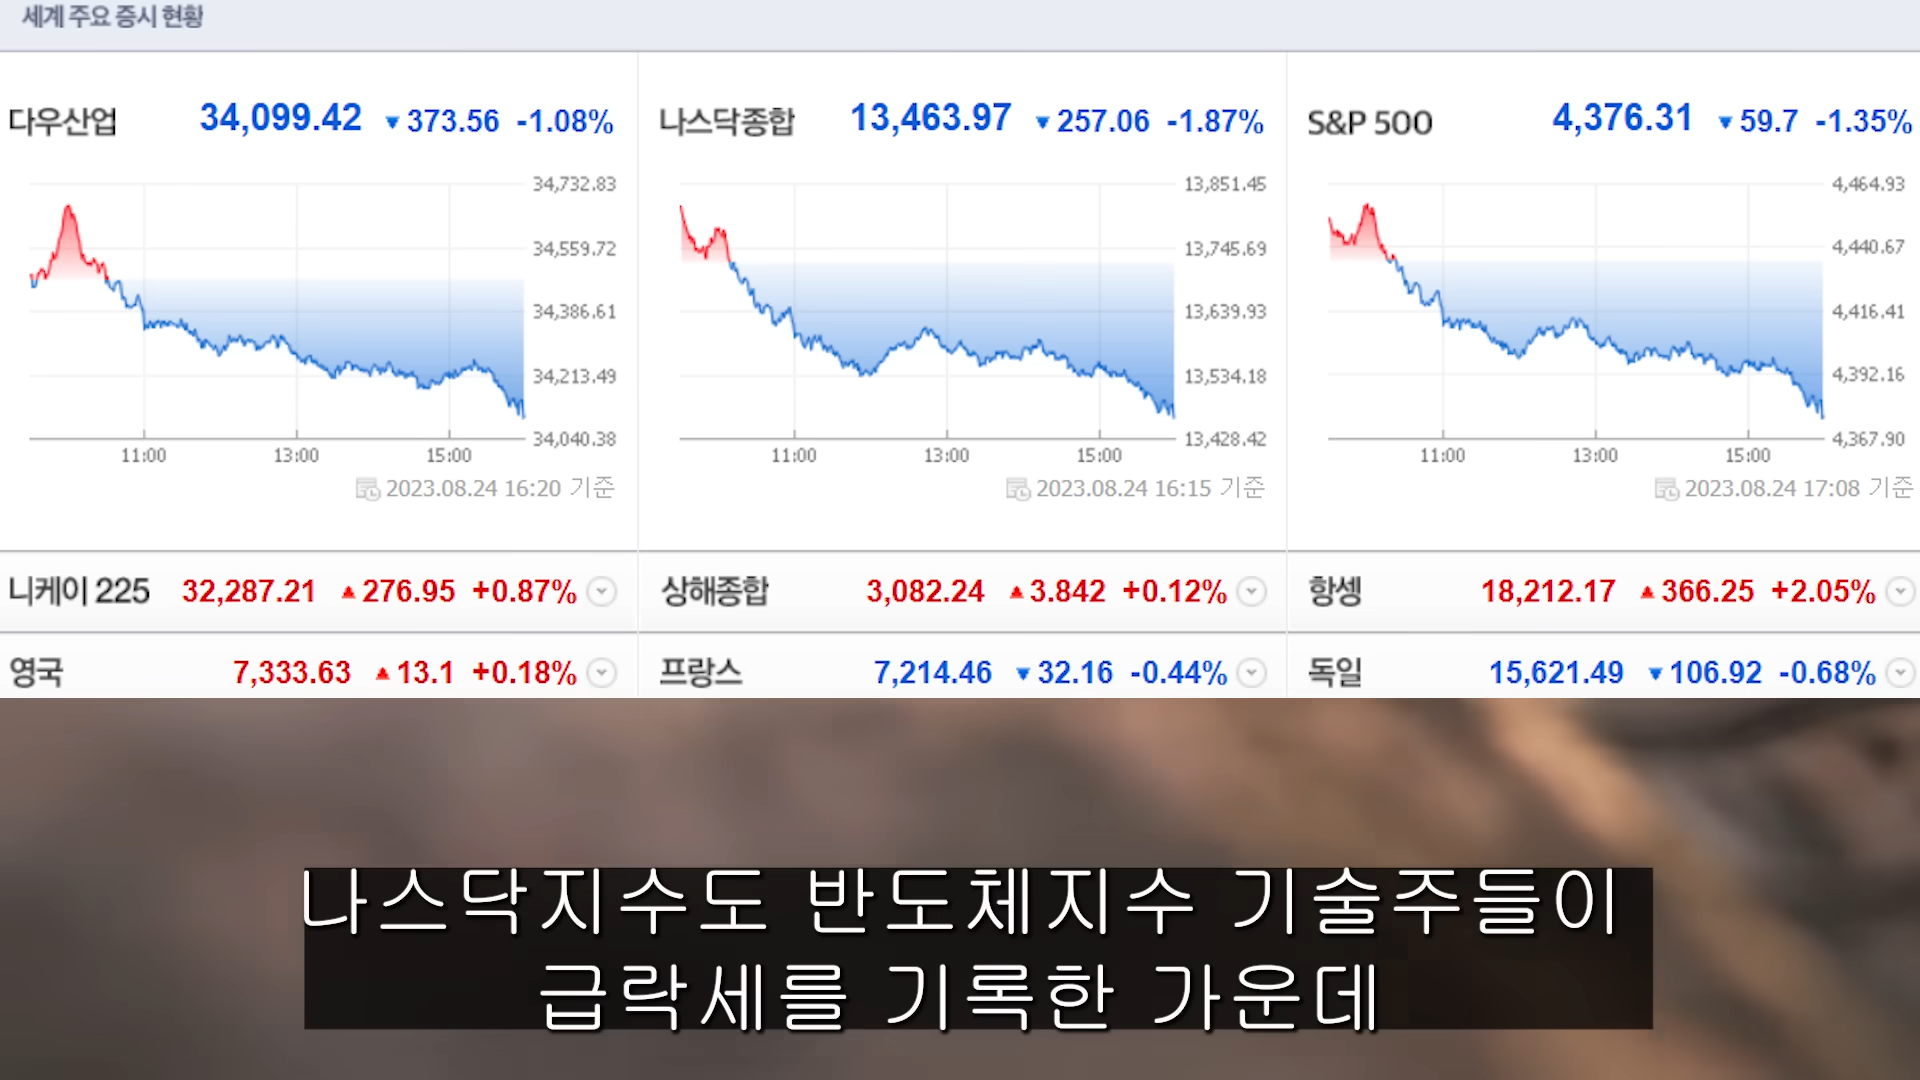 세계 주요 증시 현황
다우산업 34,099.42 ▼373.56 -1.08%
34,732.83
34,559.72
34,386.61
34,213.49
34,040.38
11:00 13:00 15:00
2023.08.24 16:20 기준
나스닥종합 13,463.97 ▼257.06 -1.87%
13,851.45
13,745.69
13,639.93
13,534.18
13,428.42
11:00 13:00 15:00
2023.08.24 16:15 기준
S&P 500 4,376.31 ▼59.7 -1.35%
4,464.93
4,440.67
4,416.41
4,392.16
4,367.90
11:00 13:00 15:00
2023.08.24 17:08 기준
니케이 225 32,287.21 ▲276.95 +0.87%
상해종합 3,082.24 ▲3.842 +0.12%
항셍 18,212.17 ▲366.25 +2.05%
영국 7,333.63 ▲13.1 +0.18%
프랑스 7,214.46 ▼32.16 -0.44%
독일 15,621.49 ▼106.92 -0.68%
나스닥지수도 반도체지수 기술주들이
급락세를 기록한 가운데